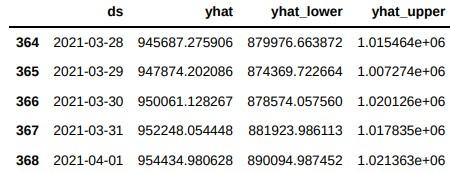 ds yhat yhat_lower yhat_upper
364 2021-03-28 945687.275906 879976.663872 1.015464e+06
365 2021-03-29 947874.202086 874369.722664 1.007274e+06
366 2021-03-30 950061.128267 878574.057560 1.020126e+06
367 2021-03-31 952248.054448 881923.986113 1.017835e+06
368 2021-04-01 954434.980628 890094.987452 1.021363e+06